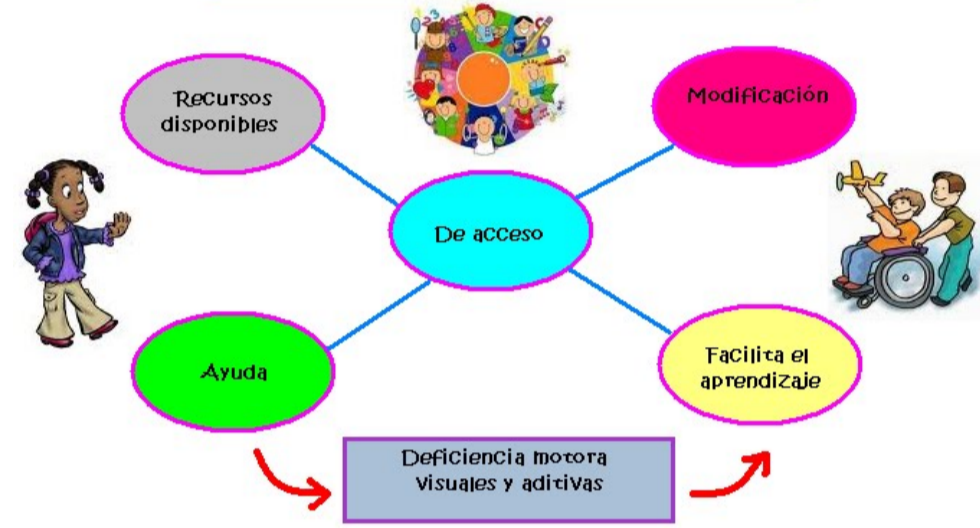 Recursos
disponibles
Modificación
De acceso
Ayuda
Facilita el
aprendizaje
Deficiencia motora
visuales y aditivas